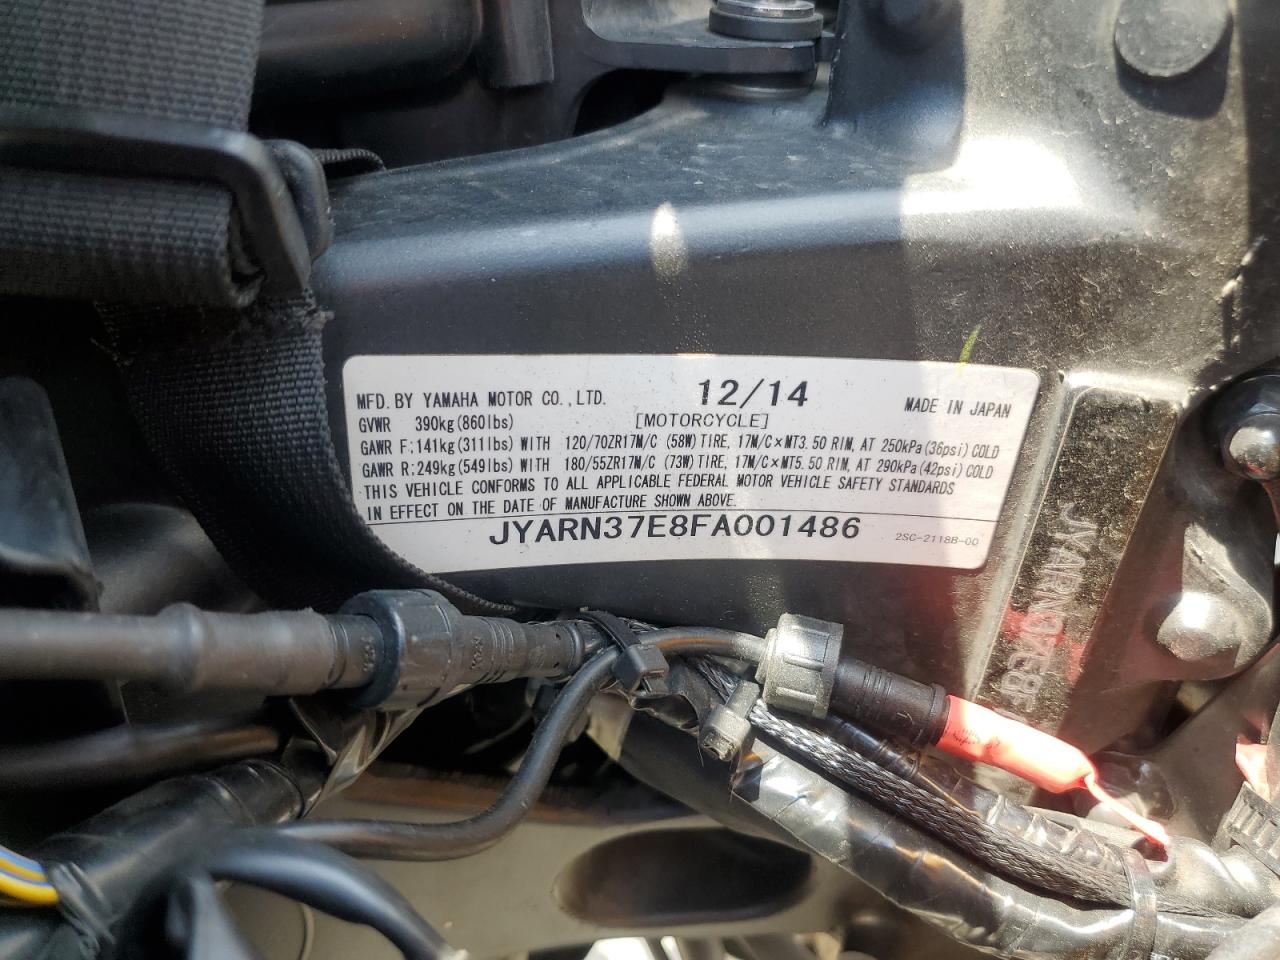 MFD. BY YAMAHA MOTOR CO., LTD. 12/14 MADE IN JAPAN
GVWR 390kg(860lbs) [MOTORCYCLE]
GAWR F;141kg(311lbs) WITH 120/70ZR17M/C (58W) TIRE, 17M/C×MT3.50 RIM, AT 250kPa(36psi) COLD
GAWR R;249kg(549lbs) WITH 180/55ZR17M/C (73W) TIRE, 17M/C×MT5.50 RIM, AT 290kPa(42psi) COLD
THIS VEHICLE CONFORMS TO ALL APPLICABLE FEDERAL MOTOR VEHICLE SAFETY STANDARDS
IN EFFECT ON THE DATE OF MANUFACTURE SHOWN ABOVE.
JYARN37E8FA001486 2SC-2118B-00